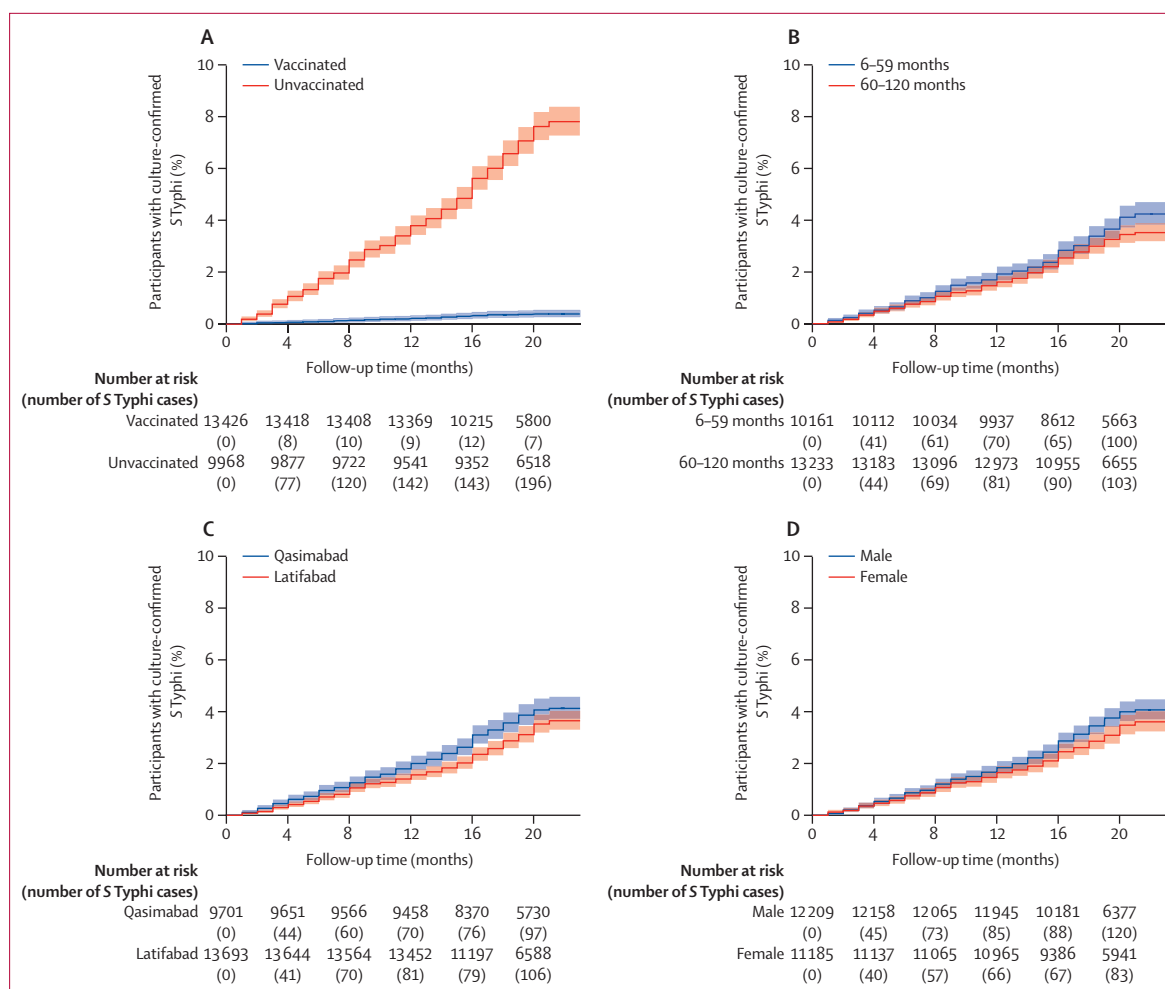 A
Vaccinated
Unvaccinated
10
8
6
4
2
0
Participants with culture-confirmed
S Typhi (%)
4 8 12 16 20
Follow-up time (months)
Number at risk
(number of S Typhi cases)
Vaccinated 13 426 13 418 13 408 13 369 10 215 5800
(0) (8) (10) (9) (12) (7)
Unvaccinated 9968 9877 9722 9541 9352 6518
(0) (77) (120) (142) (143) (196)
B
6–59 months
60–120 months
10
8
6
4
2
0
Participants with culture-confirmed
S Typhi (%)
4 8 12 16 20
Follow-up time (months)
Number at risk
(number of S Typhi cases)
6–59 months 10 161 10 112 10 034 9937 8612 5663
(0) (41) (61) (70) (65) (100)
60–120 months 13 233 13 183 13 096 12 973 10 955 6655
(0) (44) (69) (81) (90) (103)
C
Qasimabad
Latifabad
10
8
6
4
2
0
Participants with culture-confirmed
S Typhi (%)
0 4 8 12 16 20
Follow-up time (months)
Number at risk
(number of S Typhi cases)
Qasimabad 9701 9651 9566 9458 8370 5730
(0) (44) (60) (70) (76) (97)
Latifabad 13 693 13 644 13 564 13 452 11 197 6588
(0) (41) (70) (81) (79) (106)
D
Male
Female
10
8
6
4
2
0
Participants with culture-confirmed
S Typhi (%)
0 4 8 12 16 20
Follow-up time (months)
Number at risk
(number of S Typhi cases)
Male 12 209 12 158 12 065 11 945 10 181 6377
(0) (45) (73) (85) (88) (120)
Female 11 185 11 137 11 065 10 965 9386 5941
(0) (40) (57) (66) (67) (83)